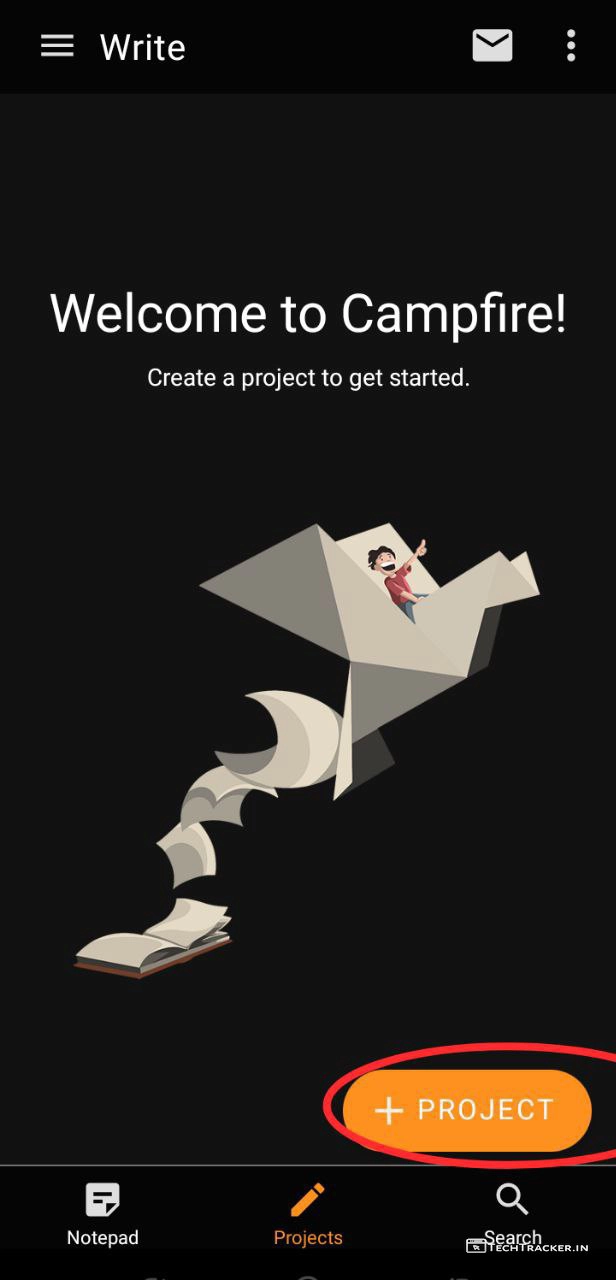 Write
Welcome to Campfire!
Create a project to get started.
+ PROJECT
Notepad
Projects
Search
TECHTRACKER.IN